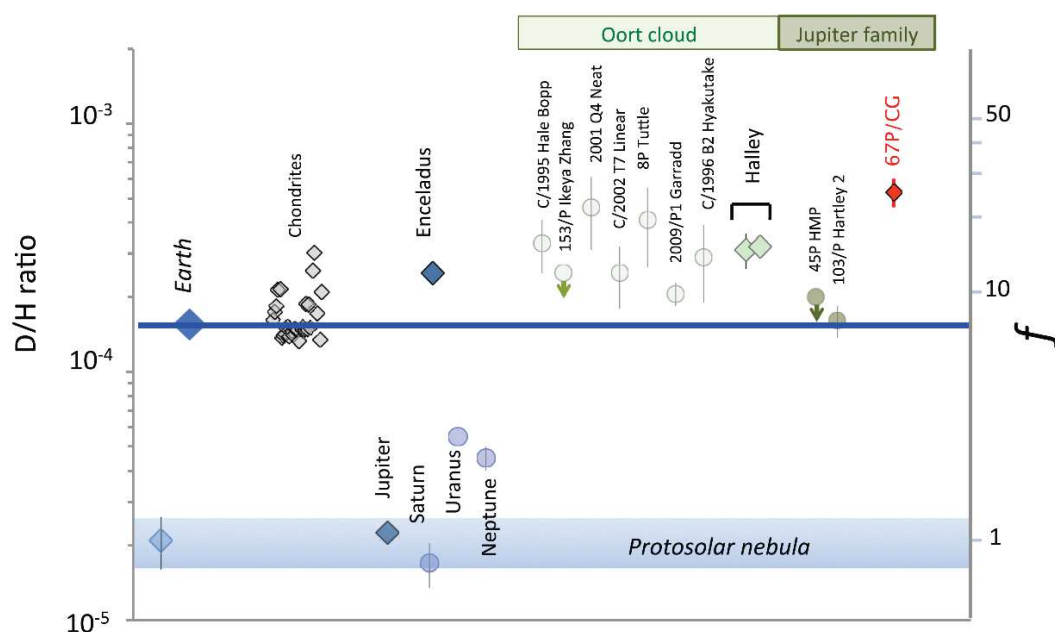 Oort cloud
Jupiter family
D/H ratio
10⁻³
10⁻⁴
10⁻⁵
Earth
Chondrites
Enceladus
C/1995 Hale Bopp
153/P Ikeya Zhang
2001 Q4 Neat
C/2002 T7 Linear
8P Tuttle
2009/P1 Garradd
C/1996 B2 Hyakutake
Halley
45P HMP
103/P Hartley 2
67P/CG
Jupiter
Saturn
Uranus
Neptune
Protosolar nebula
50
10
1
f